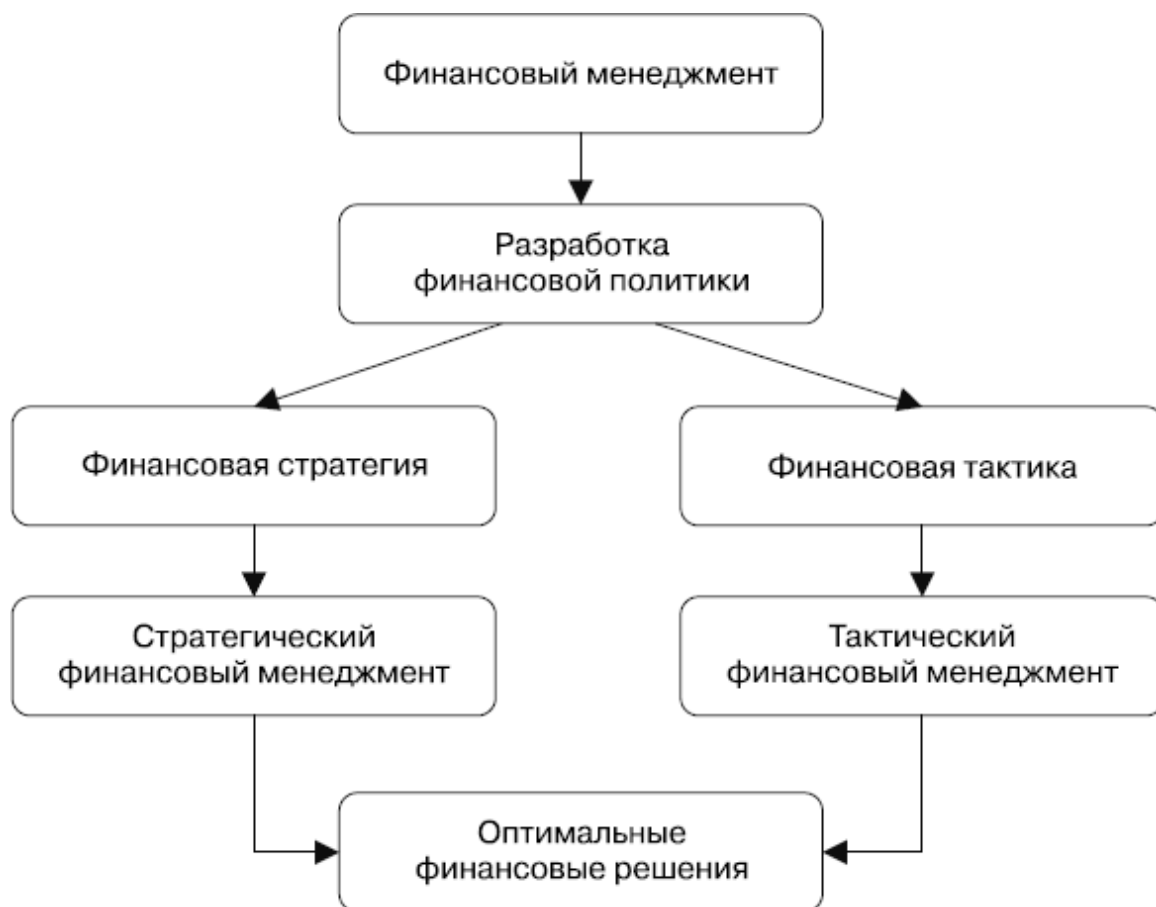 Финансовый менеджмент
Разработка
финансовой политики
Финансовая стратегия
Финансовая тактика
Стратегический
финансовый менеджмент
Тактический
финансовый менеджмент
Оптимальные
финансовые решения